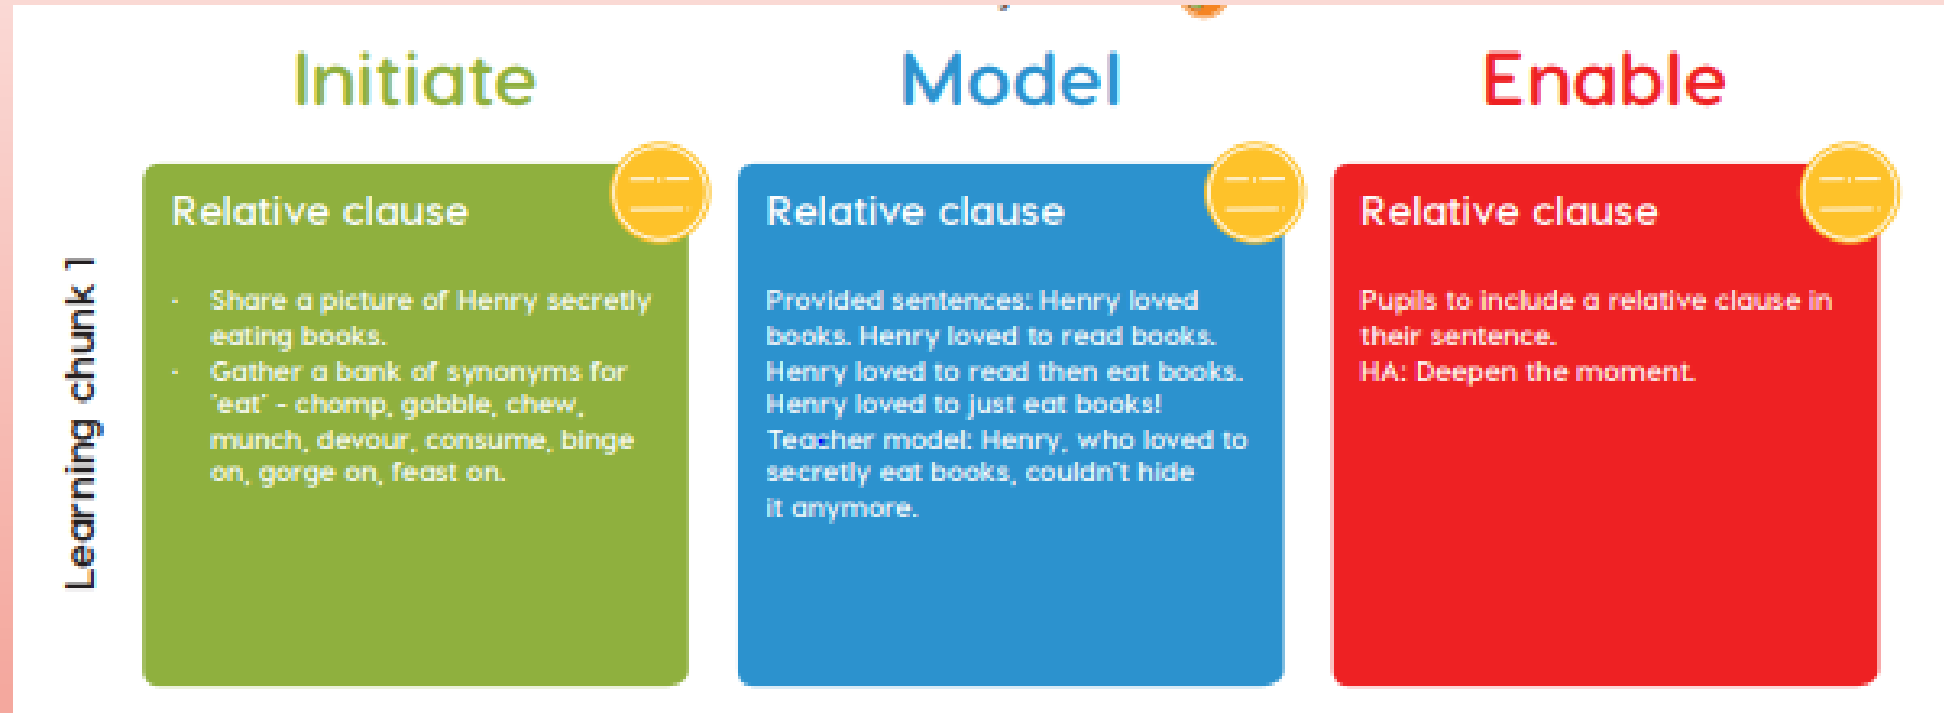 Initiate
Model
Enable
Learning chunk 1
Relative clause
- Share a picture of Henry secretly
eating books.
- Gather a bank of synonyms for
'eat' - chomp, gobble, chew,
munch, devour, consume, binge
on, gorge on, feast on.
Relative clause
Provided sentences: Henry loved
books. Henry loved to read books.
Henry loved to read then eat books.
Henry loved to just eat books!
Teacher model: Henry, who loved to
secretly eat books, couldn't hide
it anymore.
Relative clause
Pupils to include a relative clause in
their sentence.
HA: Deepen the moment.